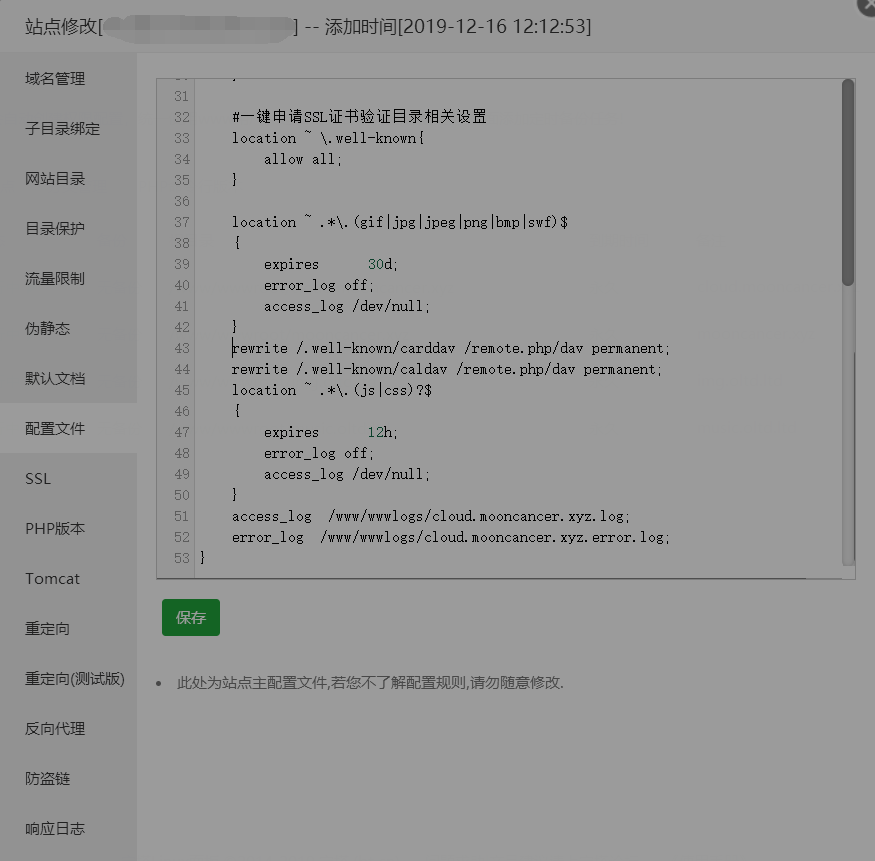 站点修改[ ] -- 添加时间[2019-12-16 12:12:53]
域名管理
子目录绑定
网站目录
目录保护
流量限制
伪静态
默认文档
配置文件
SSL
PHP版本
Tomcat
重定向
重定向(测试版)
反向代理
防盗链
响应日志
31
32 #一键申请SSL证书验证目录相关设置
33 location ~ \.well-known{
34 allow all;
35 }
36
37 location ~ .*\.(gif|jpg|jpeg|png|bmp|swf)$
38 {
39 expires 30d;
40 error_log off;
41 access_log /dev/null;
42 }
43 rewrite /.well-known/carddav /remote.php/dav permanent;
44 rewrite /.well-known/caldav /remote.php/dav permanent;
45 location ~ .*\.(js|css)?$
46 {
47 expires 12h;
48 error_log off;
49 access_log /dev/null;
50 }
51 access_log /www/wwwlogs/cloud.mooncancer.xyz.log;
52 error_log /www/wwwlogs/cloud.mooncancer.xyz.error.log;
53 }
保存
此处为站点主配置文件,若您不了解配置规则,请勿随意修改.